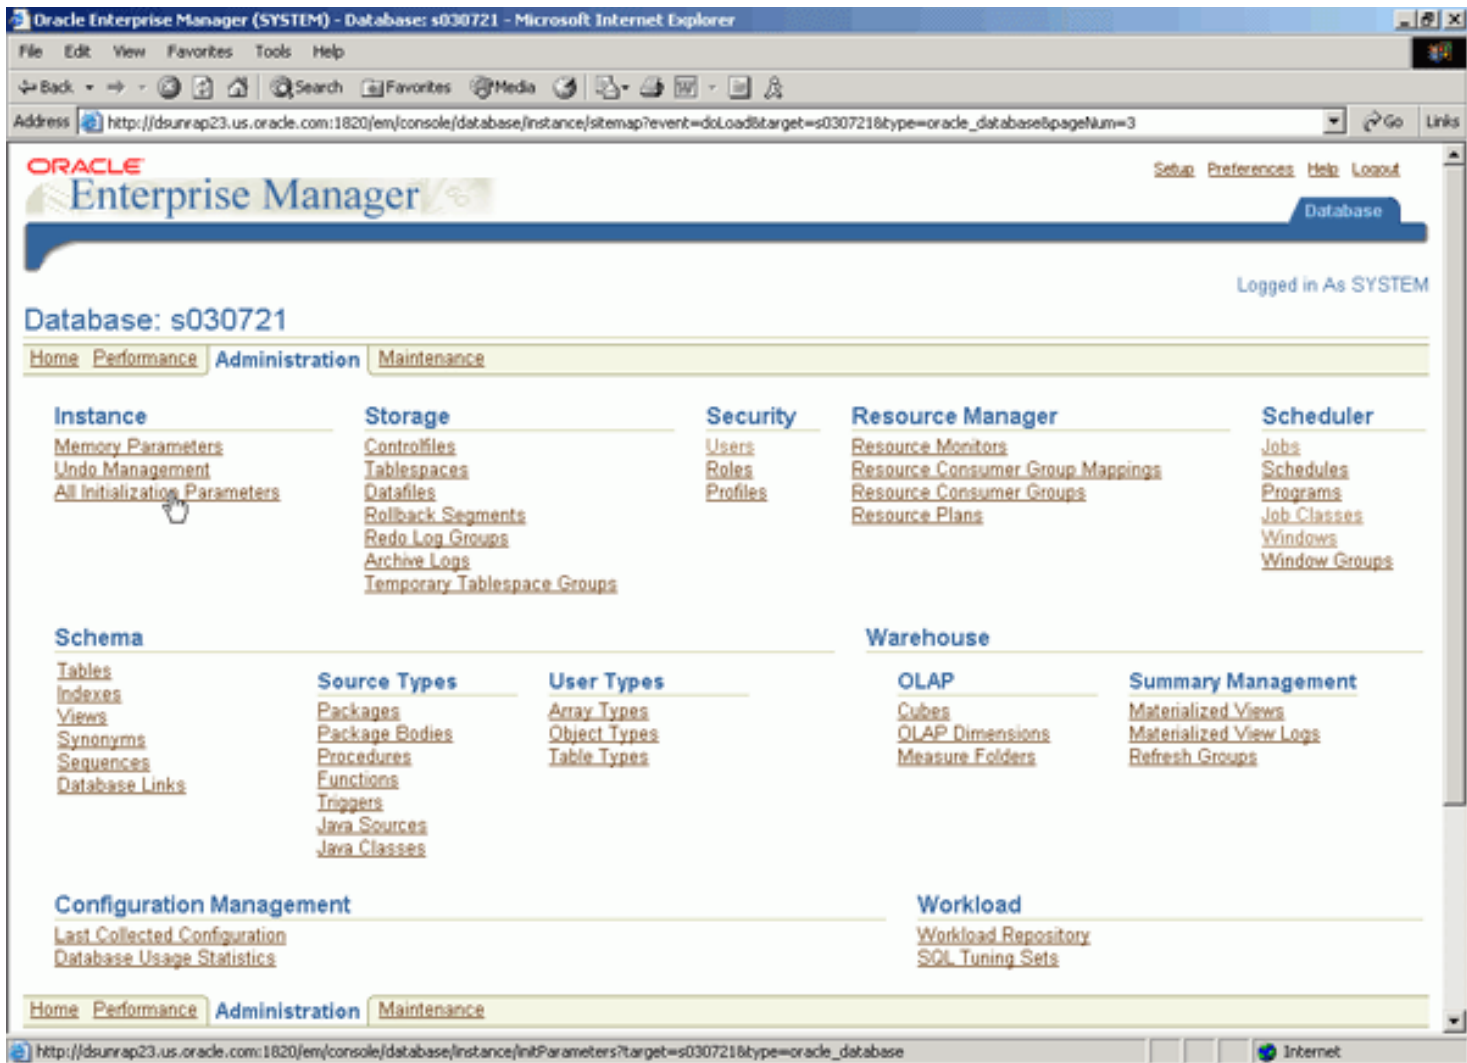 Oracle Enterprise Manager (SYSTEM) - Database: s030721 - Microsoft Internet Explorer
File Edit View Favorites Tools Help
Back Search Favorites Media
Address http://dsunrap23.us.oracle.com:1820/em/console/database/instance/sitemap?event=doLoad&target=s030721&type=oracle_database&pageNum=3 Go Links
ORACLE
Enterprise Manager
Setup Preferences Help Logout
Database
Logged in As SYSTEM
Database: s030721
Home Performance Administration Maintenance
Instance
Memory Parameters
Undo Management
All Initialization Parameters
Storage
Controlfiles
Tablespaces
Datafiles
Rollback Segments
Redo Log Groups
Archive Logs
Temporary Tablespace Groups
Security
Users
Roles
Profiles
Resource Manager
Resource Monitors
Resource Consumer Group Mappings
Resource Consumer Groups
Resource Plans
Scheduler
Jobs
Schedules
Programs
Job Classes
Windows
Window Groups
Schema
Tables
Indexes
Views
Synonyms
Sequences
Database Links
Source Types
Packages
Package Bodies
Procedures
Functions
Triggers
Java Sources
Java Classes
User Types
Array Types
Object Types
Table Types
Warehouse
OLAP
Cubes
OLAP Dimensions
Measure Folders
Summary Management
Materialized Views
Materialized View Logs
Refresh Groups
Configuration Management
Last Collected Configuration
Database Usage Statistics
Workload
Workload Repository
SQL Tuning Sets
Home Performance Administration Maintenance
http://dsunrap23.us.oracle.com:1820/em/console/database/instance/initParameters?target=s030721&type=oracle_database Internet